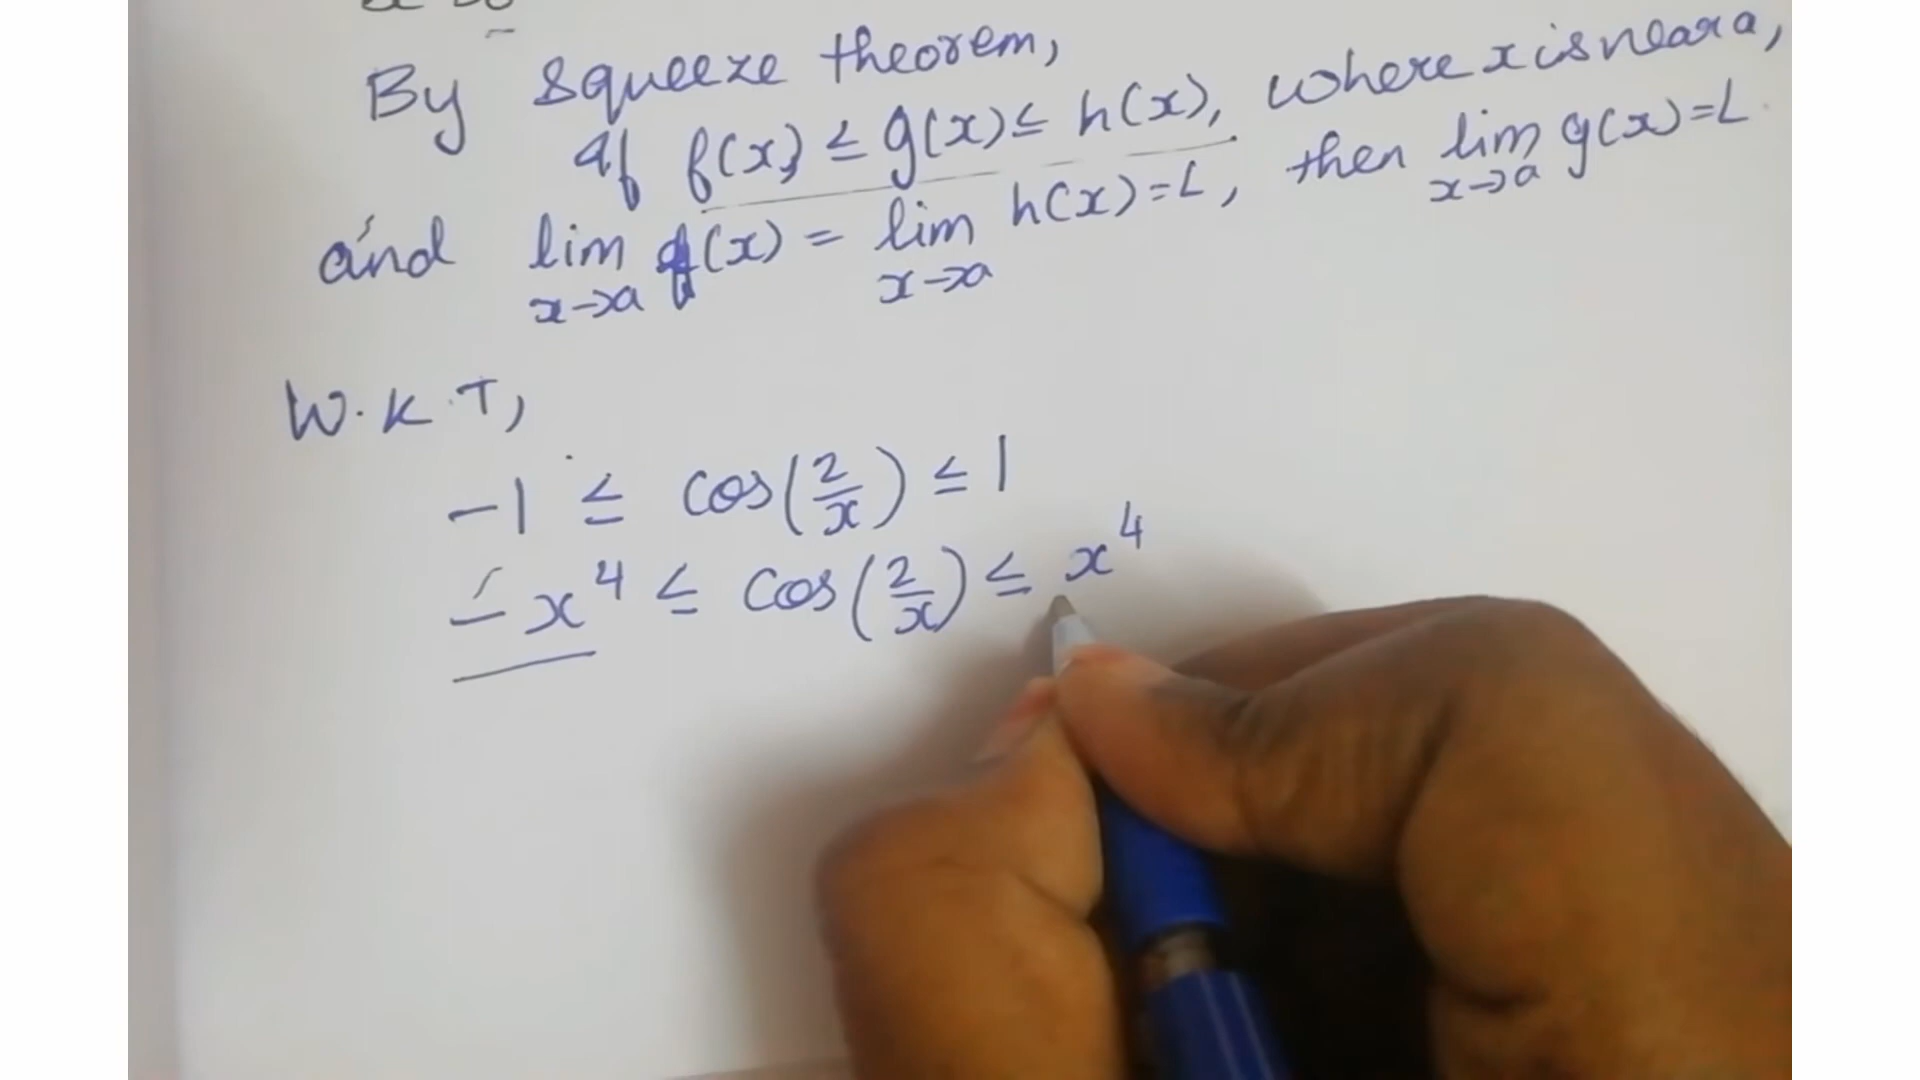 By squeeze theorem,
If f(x) ≤ g(x) ≤ h(x), where x is near a,
and lim x→a f(x) = lim x→a h(x) = L, then lim x→a g(x) = L
W.K.T,
-1 ≤ cos(2/x) ≤ 1
-x⁴ ≤ cos(2/x) ≤ x⁴